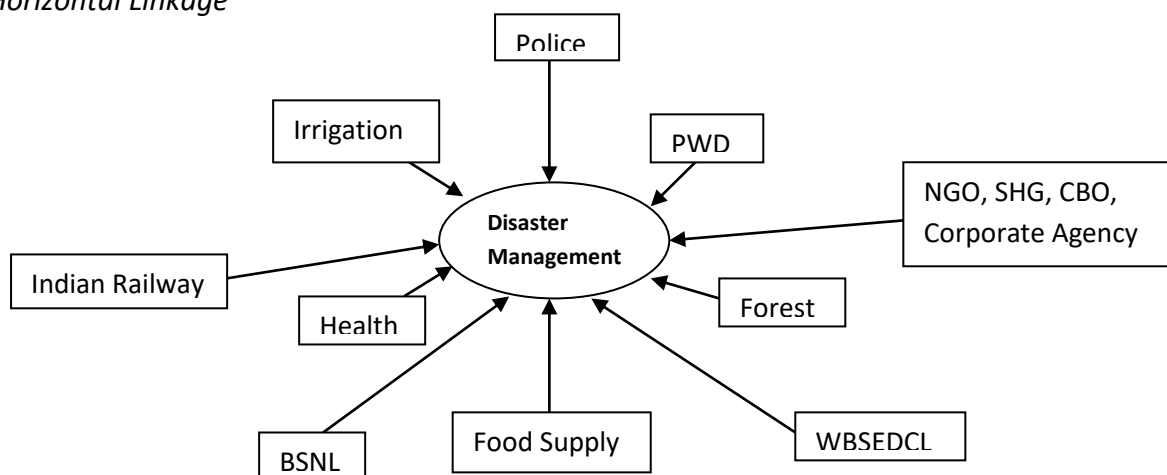 Horizontal Linkage
Police
Irrigation
PWD
NGO, SHG, CBO,
Corporate Agency
Disaster
Management
Indian Railway
Health
Forest
BSNL
Food Supply
WBSEDCL